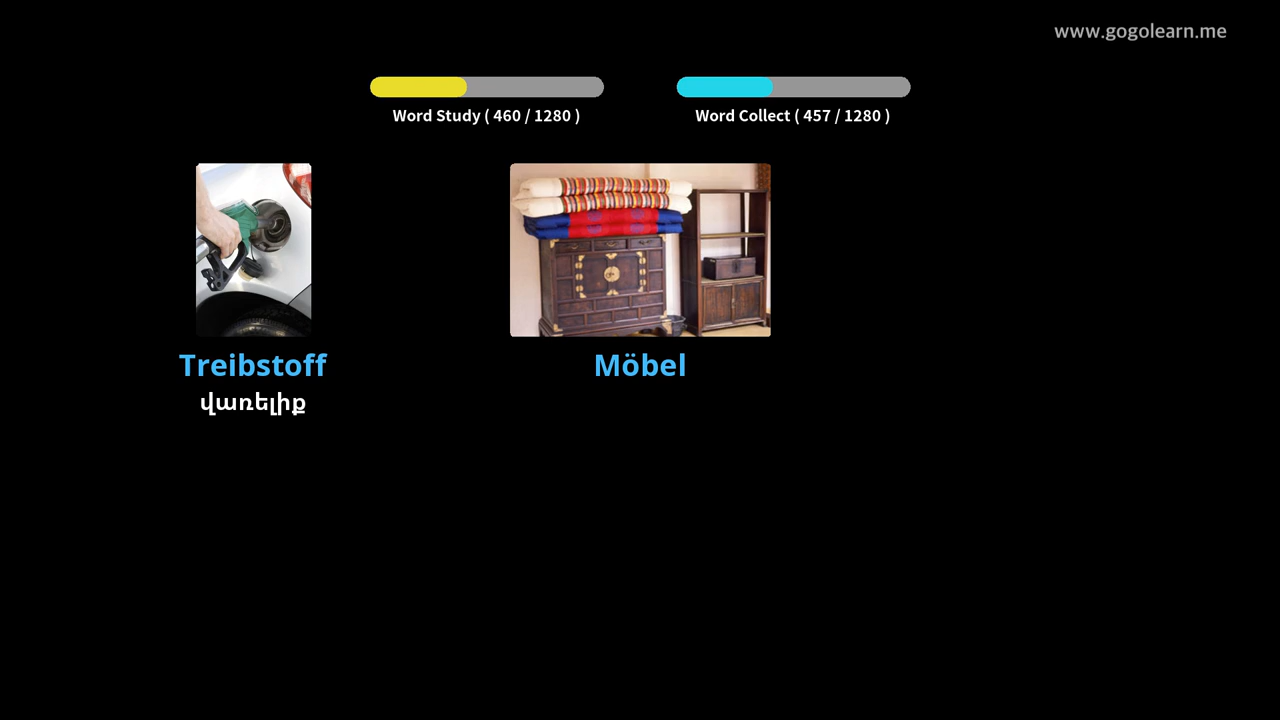 www.gogolearn.me
Word Study ( 460 / 1280 )
Word Collect ( 457 / 1280 )
Treibstoff
վառելիք
Möbel